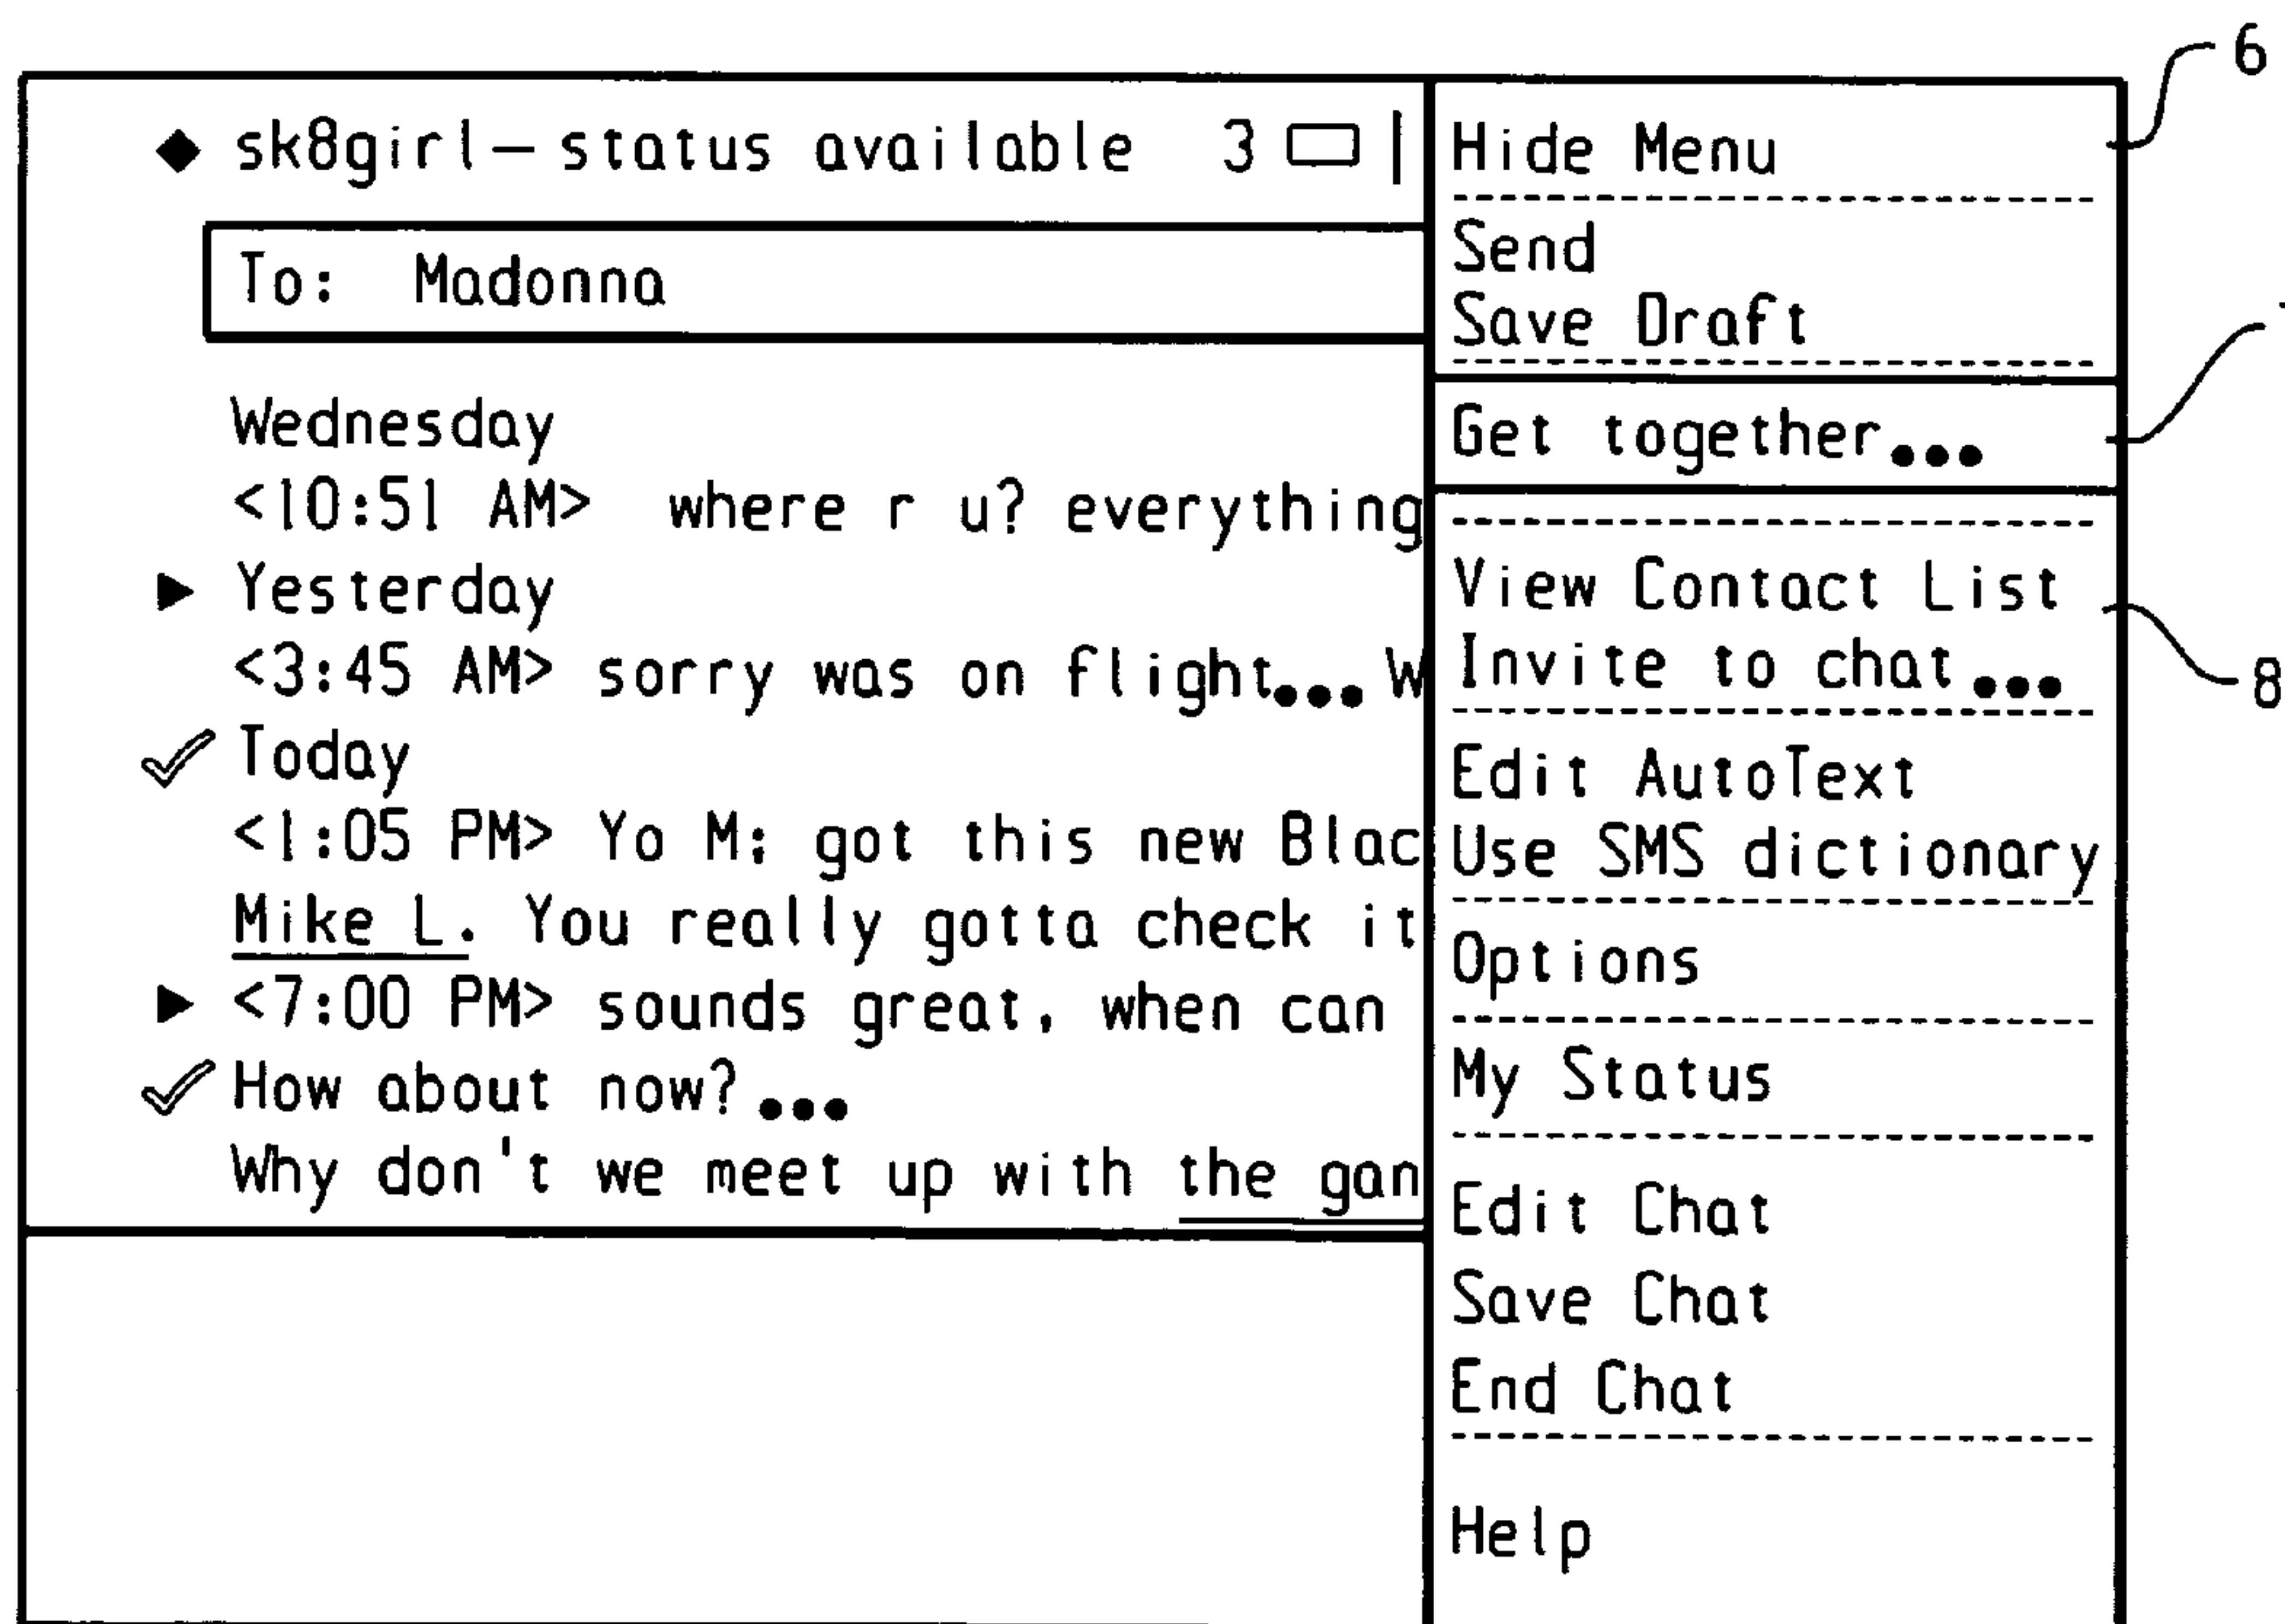 ◆ sk8girl–status available 3
To: Madonna
Wednesday
<10:51 AM> where r u? everything
▶ Yesterday
<3:45 AM> sorry was on flight... W
✓ Today
<1:05 PM> Yo M; got this new Blac
Mike L. You really gotta check it
▶ <7:00 PM> sounds great, when can
✓ How about now?...
Why don't we meet up with the gan
Hide Menu
Send
Save Draft
Get together...
View Contact List
Invite to chat...
Edit AutoText
Use SMS dictionary
Options
My Status
Edit Chat
Save Chat
End Chat
Help
6
8